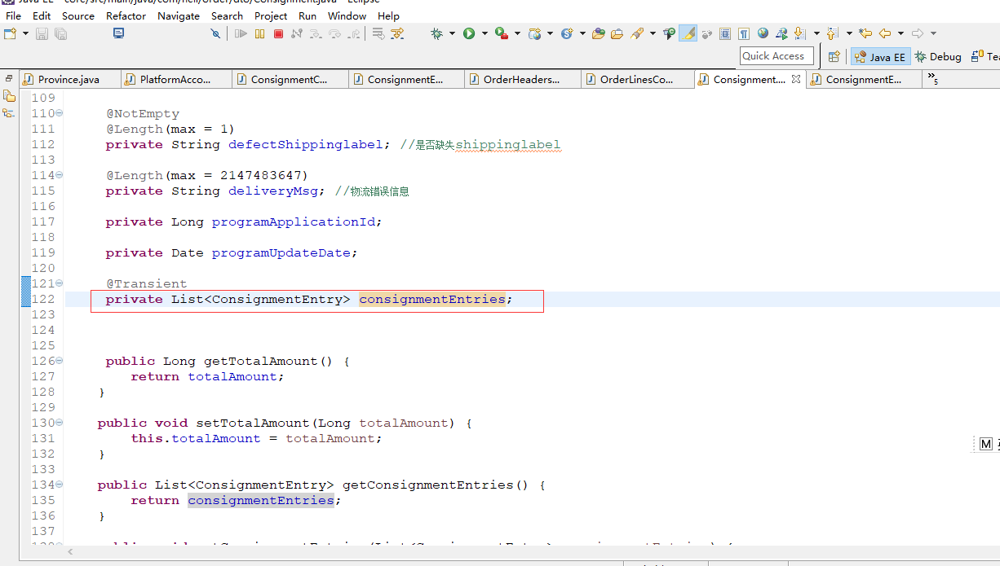 File Edit Source Refactor Navigate Search Project Run Window Help
Quick Access
Java EE
Debug
Province.java
PlatformAcco...
ConsignmentC...
ConsignmentE...
OrderHeaders...
OrderLinesCo...
Consignment....
ConsignmentE...
»5
109
110 @NotEmpty
111 @Length(max = 1)
112 private String defectShippinglabel; //是否缺失shippinglabel
113
114 @Length(max = 2147483647)
115 private String deliveryMsg; //物流错误信息
116
117 private Long programApplicationId;
118
119 private Date programUpdateDate;
120
121 @Transient
122 private List<ConsignmentEntry> consignmentEntries;
123
124
125
126 public Long getTotalAmount() {
127 return totalAmount;
128 }
129
130 public void setTotalAmount(Long totalAmount) {
131 this.totalAmount = totalAmount;
132 }
133
134 public List<ConsignmentEntry> getConsignmentEntries() {
135 return consignmentEntries;
136 }
137
M